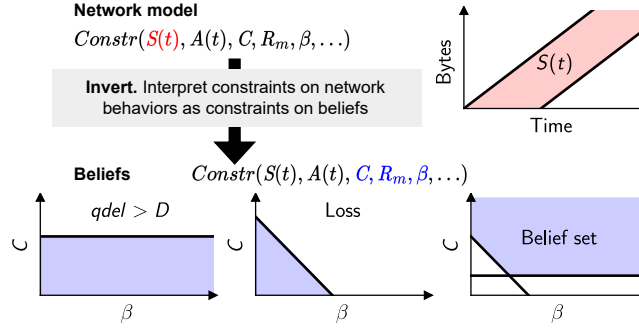 Network model
Constr(S(t), A(t), C, R_m, β, ...)
Invert. Interpret constraints on network
behaviors as constraints on beliefs
Bytes
S(t)
Time
Beliefs
Constr(S(t), A(t), C, R_m, β, ...)
qdel > D
C
β
Loss
C
β
Belief set
C
β